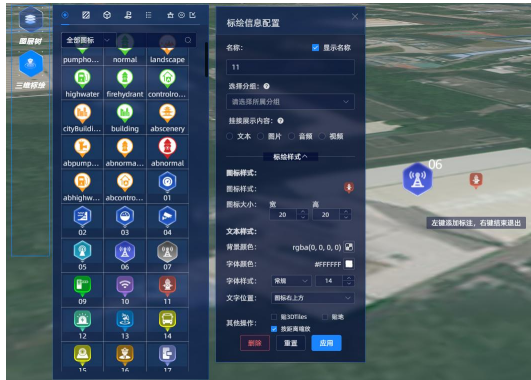 图层树
三维标绘
全部图标
pumpho... normal landscape
highwater firehydrant controlro...
cityBuildi... building abscenery
abpump... abnorma... abnormal
abhighw... abcontro... 01
02 03 04
05 06 07
09 10 11
12 13 14
15 16 17
标绘信息配置
名称: 显示名称
11
选择分组:
请选择所属分组
挂接展示内容:
文本 图片 音频 视频
标绘样式
图标样式:
图标样式:
图标大小: 宽 20 高 20
文本样式:
背景颜色: rgba(0, 0, 0, 0)
字体颜色: #FFFFFF
字体样式: 常规 14
文字位置: 图标右上方
其他操作: 贴3DTiles 贴地
按距离缩放
删除 重置 应用
06
左键添加标注，右键结束退出